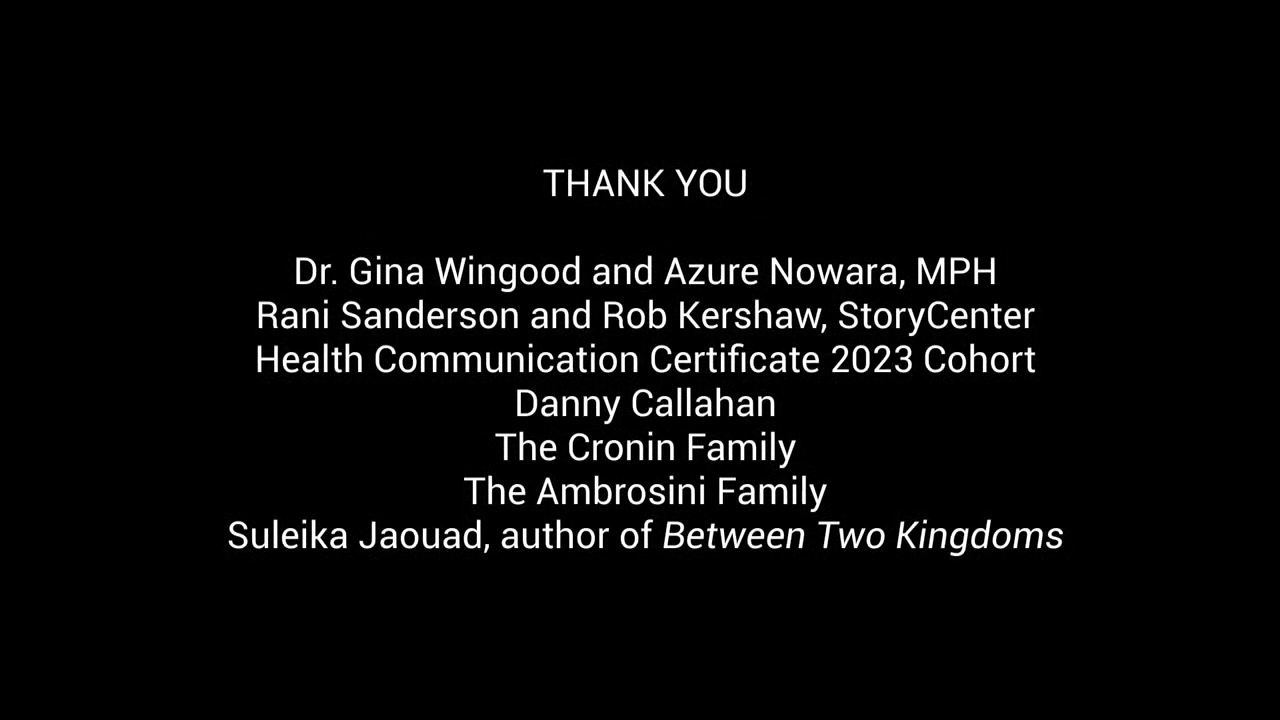 THANK YOU
Dr. Gina Wingood and Azure Nowara, MPH
Rani Sanderson and Rob Kershaw, StoryCenter
Health Communication Certificate 2023 Cohort
Danny Callahan
The Cronin Family
The Ambrosini Family
Suleika Jaouad, author of Between Two Kingdoms